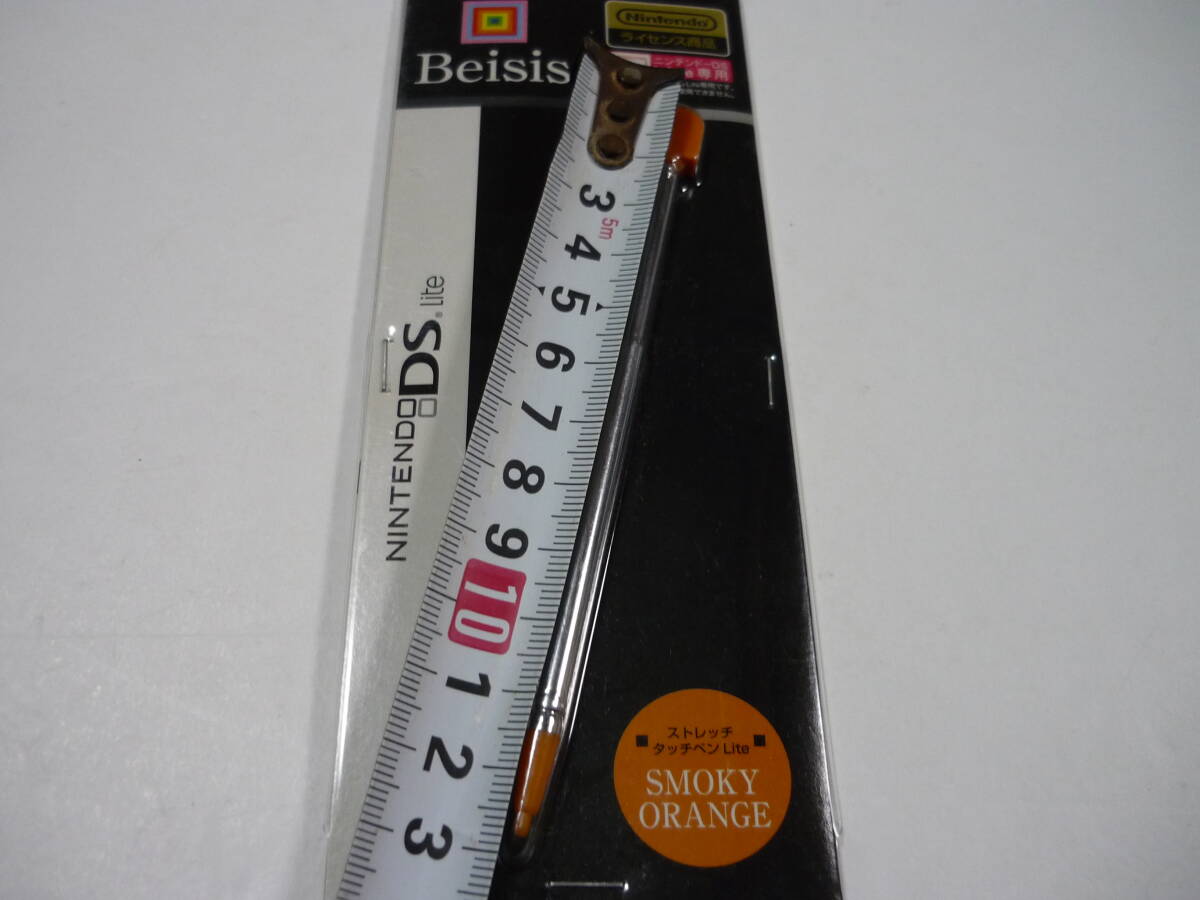 Beisis
Nintendo
ライセンス商品
ニンテンドーDS
専用
NINTENDO DS lite
3
5m
4
5
6
7
8
9
10
1
2
3
ストレッチ
タッチペン Lite
SMOKY
ORANGE